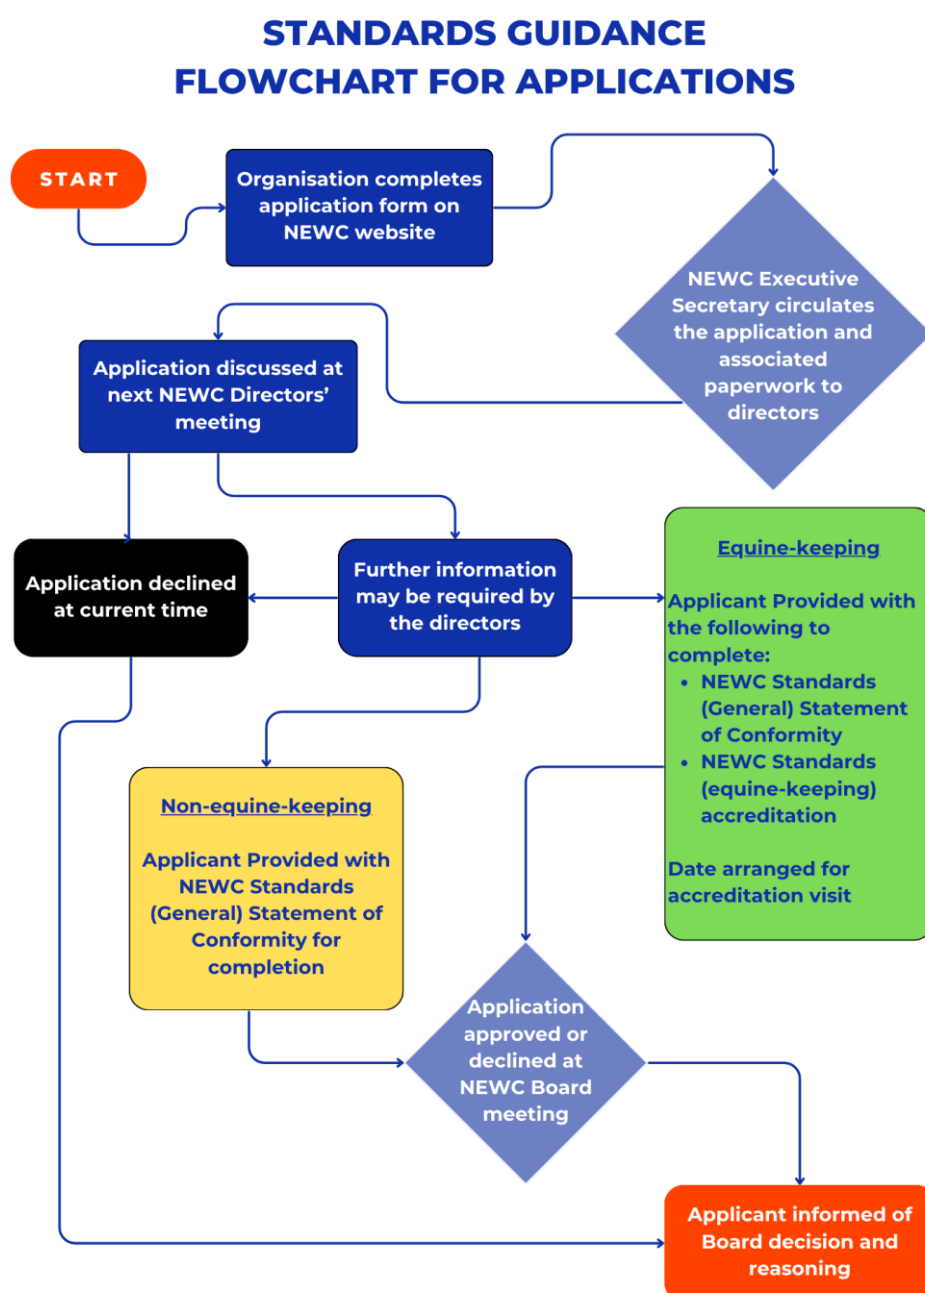 STANDARDS GUIDANCE
FLOWCHART FOR APPLICATIONS
START
Organisation completes
application form on
NEWC website
NEWC Executive
Secretary circulates
the application and
associated
paperwork to
directors
Application discussed at
next NEWC Directors’
meeting
Application declined
at current time
Further information
may be required by
the directors
Equine-keeping
Applicant Provided with
the following to
complete:
• NEWC Standards
(General) Statement
of Conformity
• NEWC Standards
(equine-keeping)
accreditation
Date arranged for
accreditation visit
Non-equine-keeping
Applicant Provided with
NEWC Standards
(General) Statement of
Conformity for
completion
Application
approved or
declined at
NEWC Board
meeting
Applicant informed of
Board decision and
reasoning